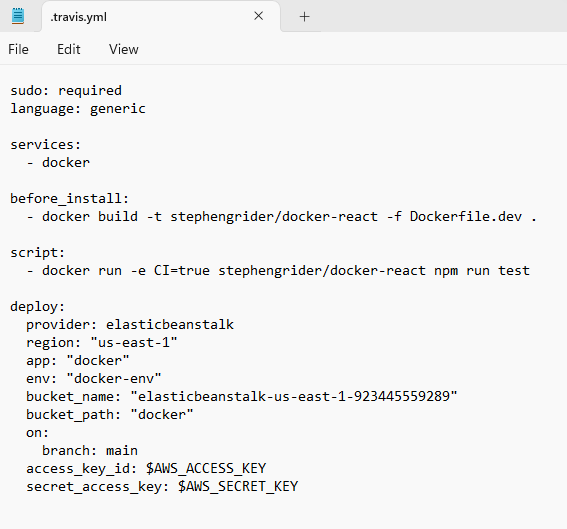 .travis.yml
File Edit View
sudo: required
language: generic
services:
- docker
before_install:
- docker build -t stephengrider/docker-react -f Dockerfile.dev .
script:
- docker run -e CI=true stephengrider/docker-react npm run test
deploy:
provider: elasticbeanstalk
region: "us-east-1"
app: "docker"
env: "docker-env"
bucket_name: "elasticbeanstalk-us-east-1-923445559289"
bucket_path: "docker"
on:
branch: main
access_key_id: $AWS_ACCESS_KEY
secret_access_key: $AWS_SECRET_KEY